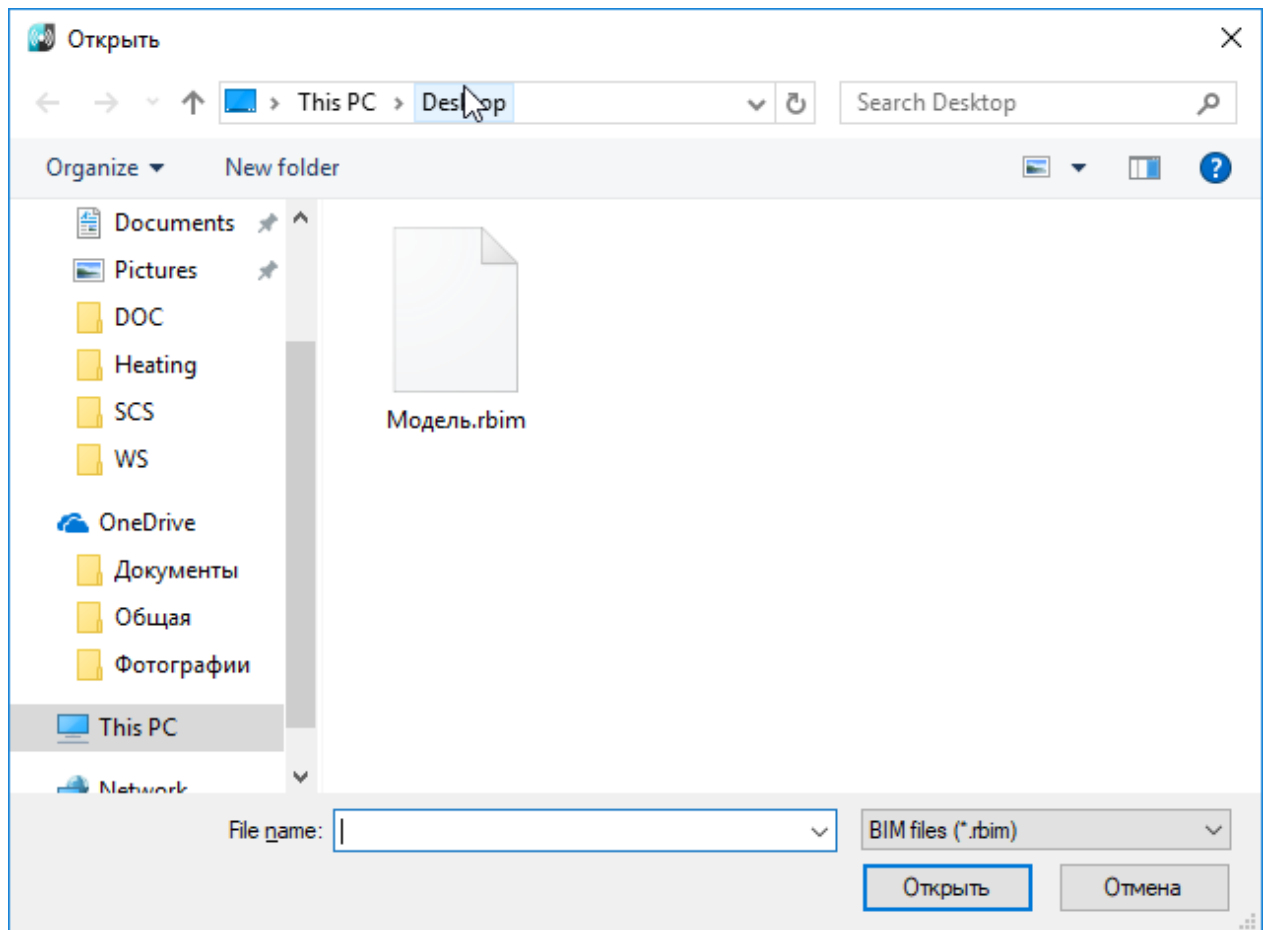 Открыть
This PC > Desktop
Search Desktop
Organize
New folder
Documents
Pictures
DOC
Heating
SCS
WS
OneDrive
Документы
Общая
Фотографии
This PC
Network
Модель.rbim
File name:
BIM files (*.rbim)
Открыть
Отмена